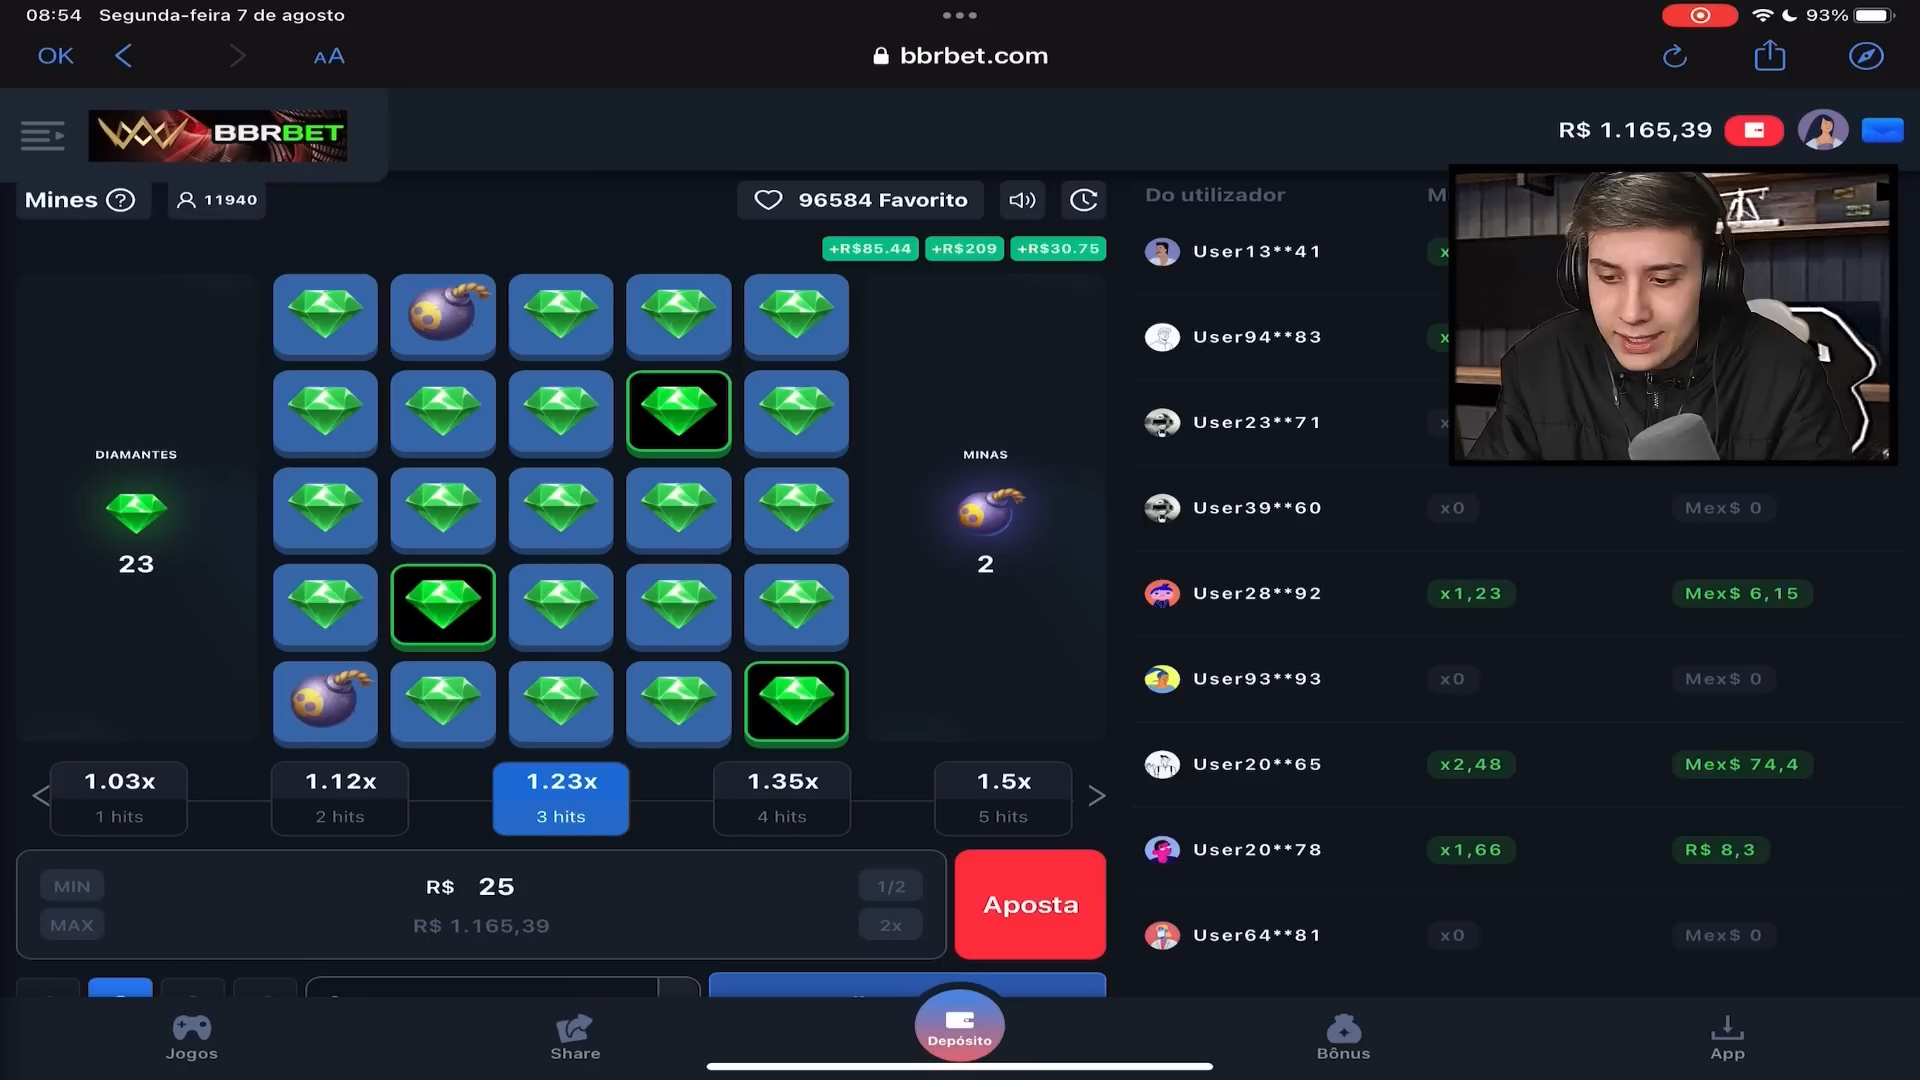 08:54 Segunda-feira 7 de agosto
93%
OK
AA
bbrbet.com
BBRBET
R$ 1.165,39
Mines ?
11940
96584 Favorito
+R$85.44 +R$209 +R$30.75
DIAMANTES
23
MINAS
2
1.03x
1 hits
1.12x
2 hits
1.23x
3 hits
1.35x
4 hits
1.5x
5 hits
MIN
MAX
R$ 25
R$ 1.165,39
1/2
2x
Aposta
Do utilizador
User13**41
User94**83
User23**71
User39**60 x0 Mex$ 0
User28**92 x1,23 Mex$ 6,15
User93**93 x0 Mex$ 0
User20**65 x2,48 Mex$ 74,4
User20**78 x1,66 R$ 8,3
User64**81 x0 Mex$ 0
Jogos
Share
Depósito
Bônus
App